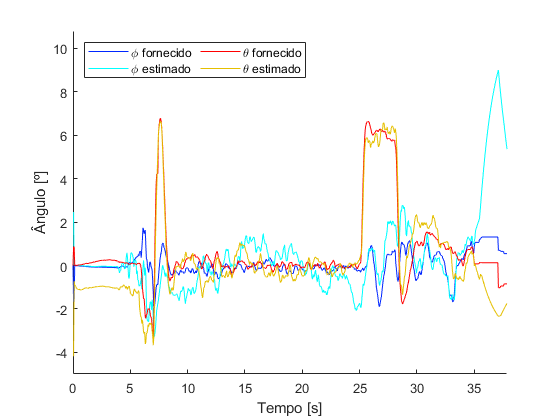 ϕ fornecido θ fornecido
ϕ estimado θ estimado
Ângulo [º]
10
8
6
4
2
0
-2
-4
0 5 10 15 20 25 30 35
Tempo [s]